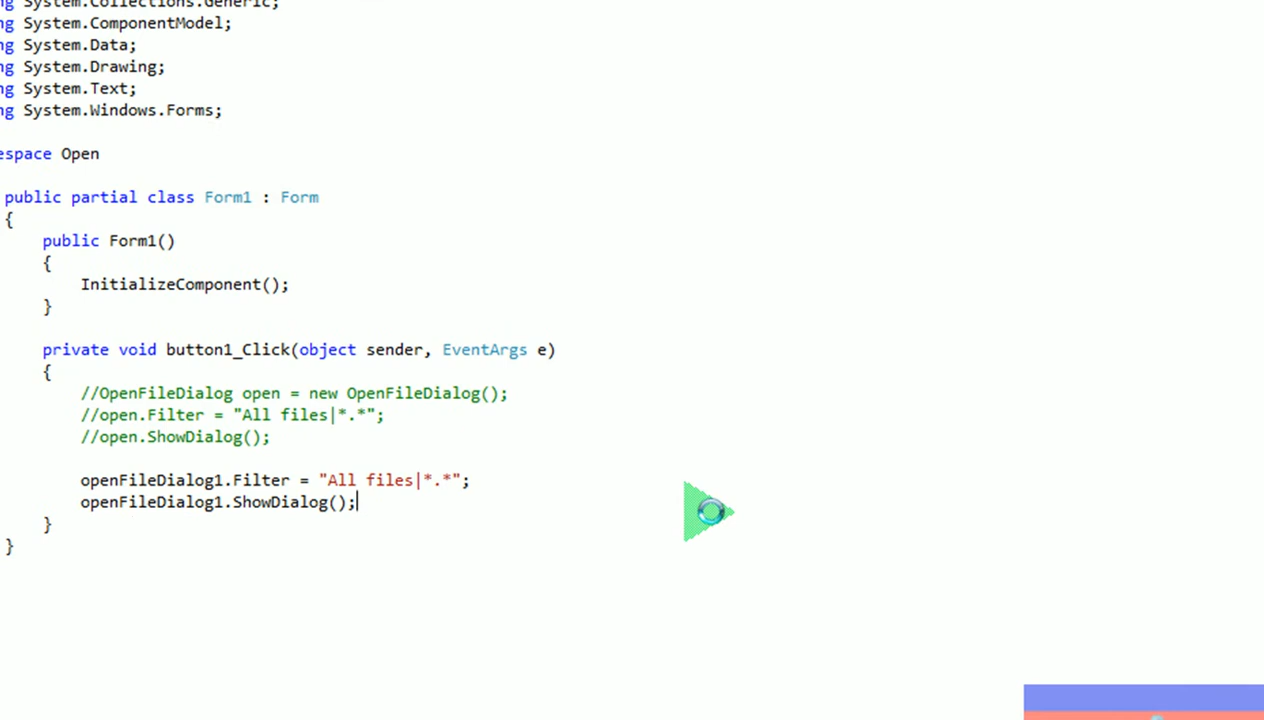 ng System.Collections.Generic;
ng System.ComponentModel;
ng System.Data;
ng System.Drawing;
ng System.Text;
ng System.Windows.Forms;
espace Open
public partial class Form1 : Form
{
public Form1()
{
InitializeComponent();
}
private void button1_Click(object sender, EventArgs e)
{
//OpenFileDialog open = new OpenFileDialog();
//open.Filter = "All files|*.*";
//open.ShowDialog();
openFileDialog1.Filter = "All files|*.*";
openFileDialog1.ShowDialog();
}
}